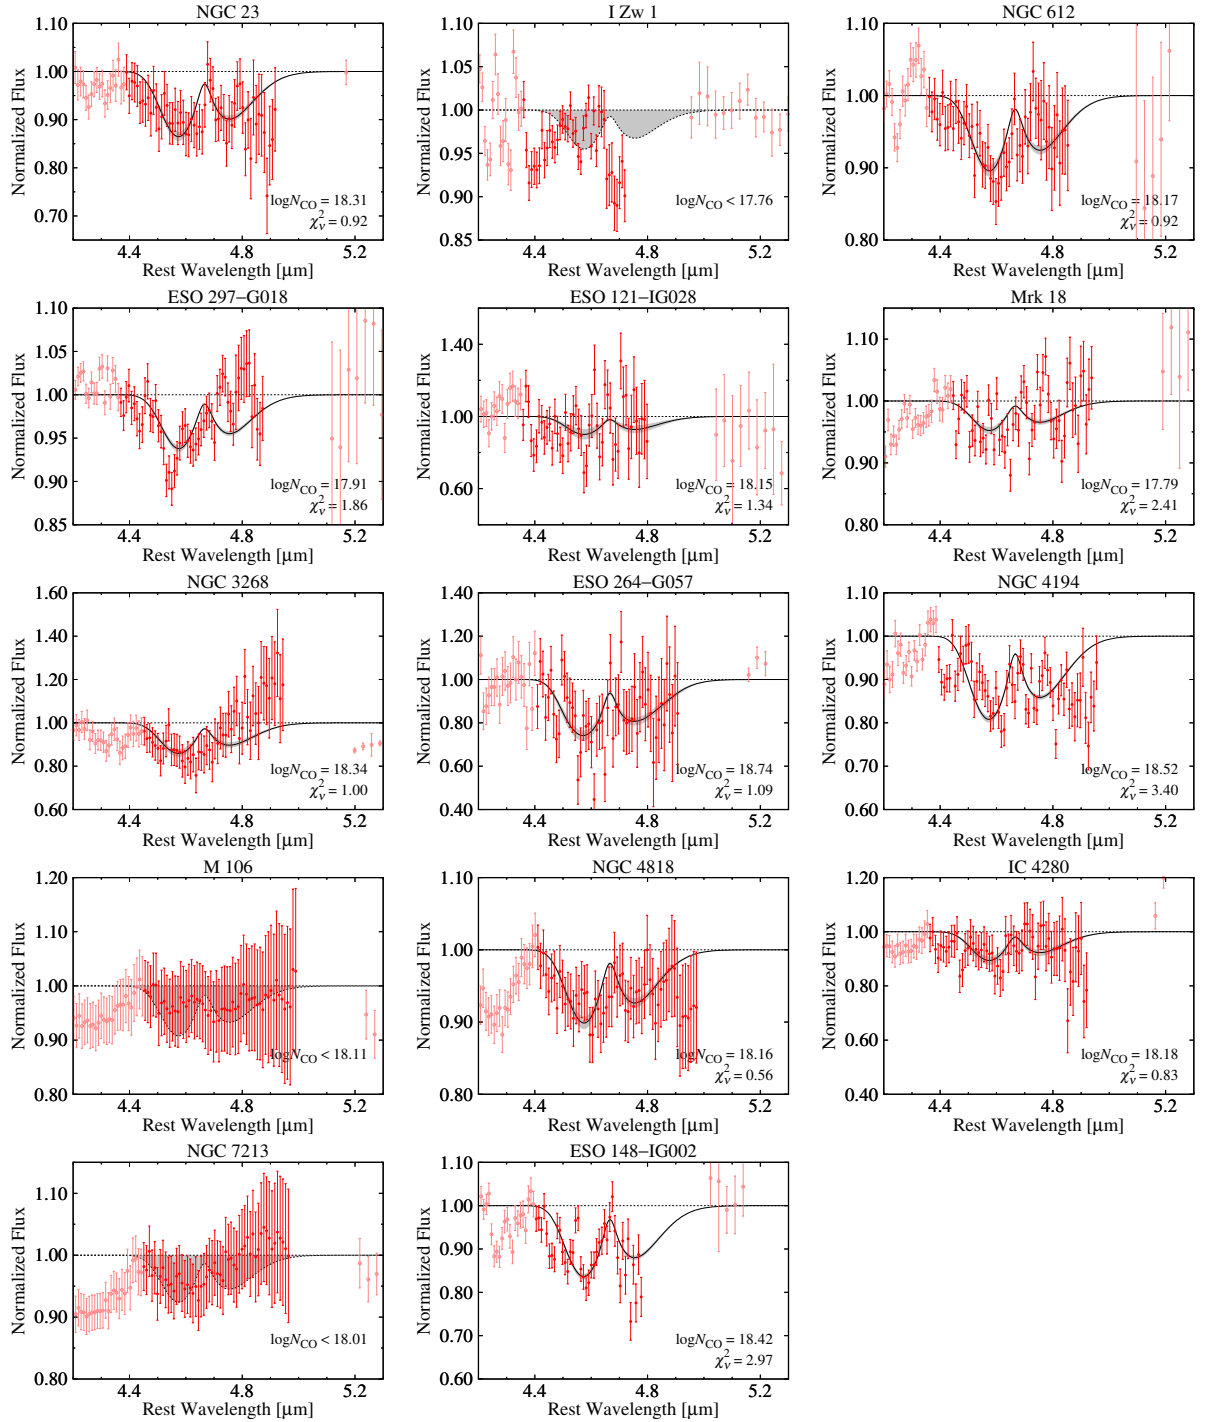 NGC 23
1.10
1.00
0.90
0.80
0.70
Normalized Flux
logN_CO = 18.31
χ²_ν = 0.92
4.4 4.8 5.2
Rest Wavelength [μm]
I Zw 1
1.10
1.05
1.00
0.95
0.90
0.85
Normalized Flux
logN_CO < 17.76
4.4 4.8 5.2
Rest Wavelength [μm]
NGC 612
1.00
0.90
0.80
Normalized Flux
logN_CO = 18.17
χ²_ν = 0.92
4.4 4.8 5.2
Rest Wavelength [μm]
ESO 297−G018
1.10
1.05
1.00
0.95
0.90
0.85
Normalized Flux
logN_CO = 17.91
χ²_ν = 1.86
4.4 4.8 5.2
Rest Wavelength [μm]
ESO 121−IG028
1.40
1.00
0.60
Normalized Flux
logN_CO = 18.15
χ²_ν = 1.34
4.4 4.8 5.2
Rest Wavelength [μm]
Mrk 18
1.10
1.00
0.90
0.80
Normalized Flux
logN_CO = 17.79
χ²_ν = 2.41
4.4 4.8 5.2
Rest Wavelength [μm]
NGC 3268
1.60
1.40
1.20
1.00
0.80
0.60
Normalized Flux
logN_CO = 18.34
χ²_ν = 1.00
4.4 4.8 5.2
Rest Wavelength [μm]
ESO 264−G057
1.40
1.20
1.00
0.80
0.60
0.40
Normalized Flux
logN_CO = 18.74
χ²_ν = 1.09
4.4 4.8 5.2
Rest Wavelength [μm]
NGC 4194
1.10
1.00
0.90
0.80
0.70
0.60
Normalized Flux
logN_CO = 18.52
χ²_ν = 3.40
4.4 4.8 5.2
Rest Wavelength [μm]
M 106
1.20
1.10
1.00
0.90
0.80
Normalized Flux
logN_CO < 18.11
4.4 4.8 5.2
Rest Wavelength [μm]
NGC 4818
1.10
1.00
0.90
0.80
Normalized Flux
logN_CO = 18.16
χ²_ν = 0.56
4.4 4.8 5.2
Rest Wavelength [μm]
IC 4280
1.20
1.00
0.80
0.60
0.40
Normalized Flux
logN_CO = 18.18
χ²_ν = 0.83
4.4 4.8 5.2
Rest Wavelength [μm]
NGC 7213
1.10
1.00
0.90
0.80
Normalized Flux
logN_CO < 18.01
4.4 4.8 5.2
Rest Wavelength [μm]
ESO 148−IG002
1.10
1.00
0.90
0.80
0.70
0.60
Normalized Flux
logN_CO = 18.42
χ²_ν = 2.97
4.4 4.8 5.2
Rest Wavelength [μm]